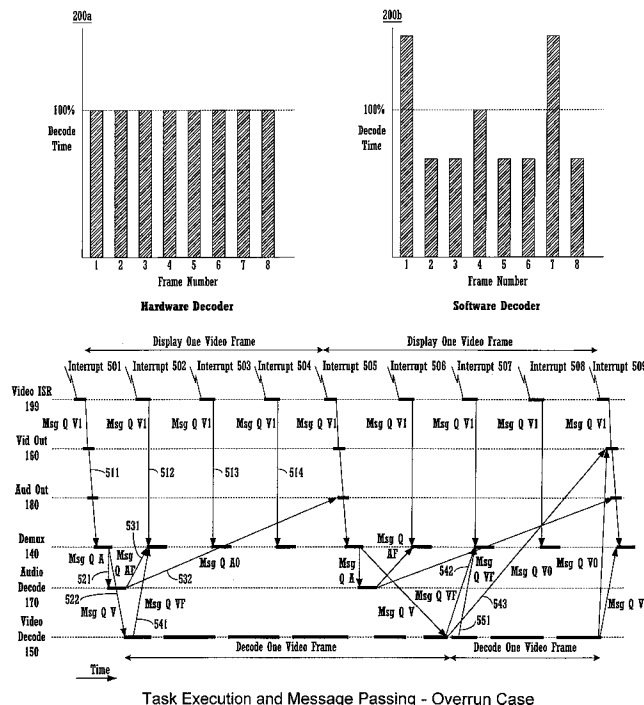 200a
100%
Decode
Time
1 2 3 4 5 6 7 8
Frame Number
Hardware Decoder
200b
100%
Decode
Time
1 2 3 4 5 6 7 8
Frame Number
Software Decoder
Display One Video Frame
Display One Video Frame
Interrupt 501
Interrupt 502
Interrupt 503
Interrupt 504
Interrupt 505
Interrupt 506
Interrupt 507
Interrupt 508
Interrupt 509
Video ISR
199
Msg Q V1
Msg Q V1
Msg Q V1
Msg Q V1
Msg Q V1
Msg Q V1
Msg Q V1
Msg Q V1
Vid Out
160
511
512
513
514
Aud Out
180
531
Demux
140
Msg Q A
Msg
Q
AF
Msg Q A0
532
Msg
Q
A
Msg
Q
AF
542
Msg
Q
VF
Msg Q V0
Msg Q V0
Audio
Decode
170
521
522
Msg Q V
Msg Q VF
541
Msg Q V
Msg Q VF
543
551
Msg Q V
Video
Decode
150
Decode One Video Frame
Decode One Video Frame
Time
Task Execution and Message Passing - Overrun Case